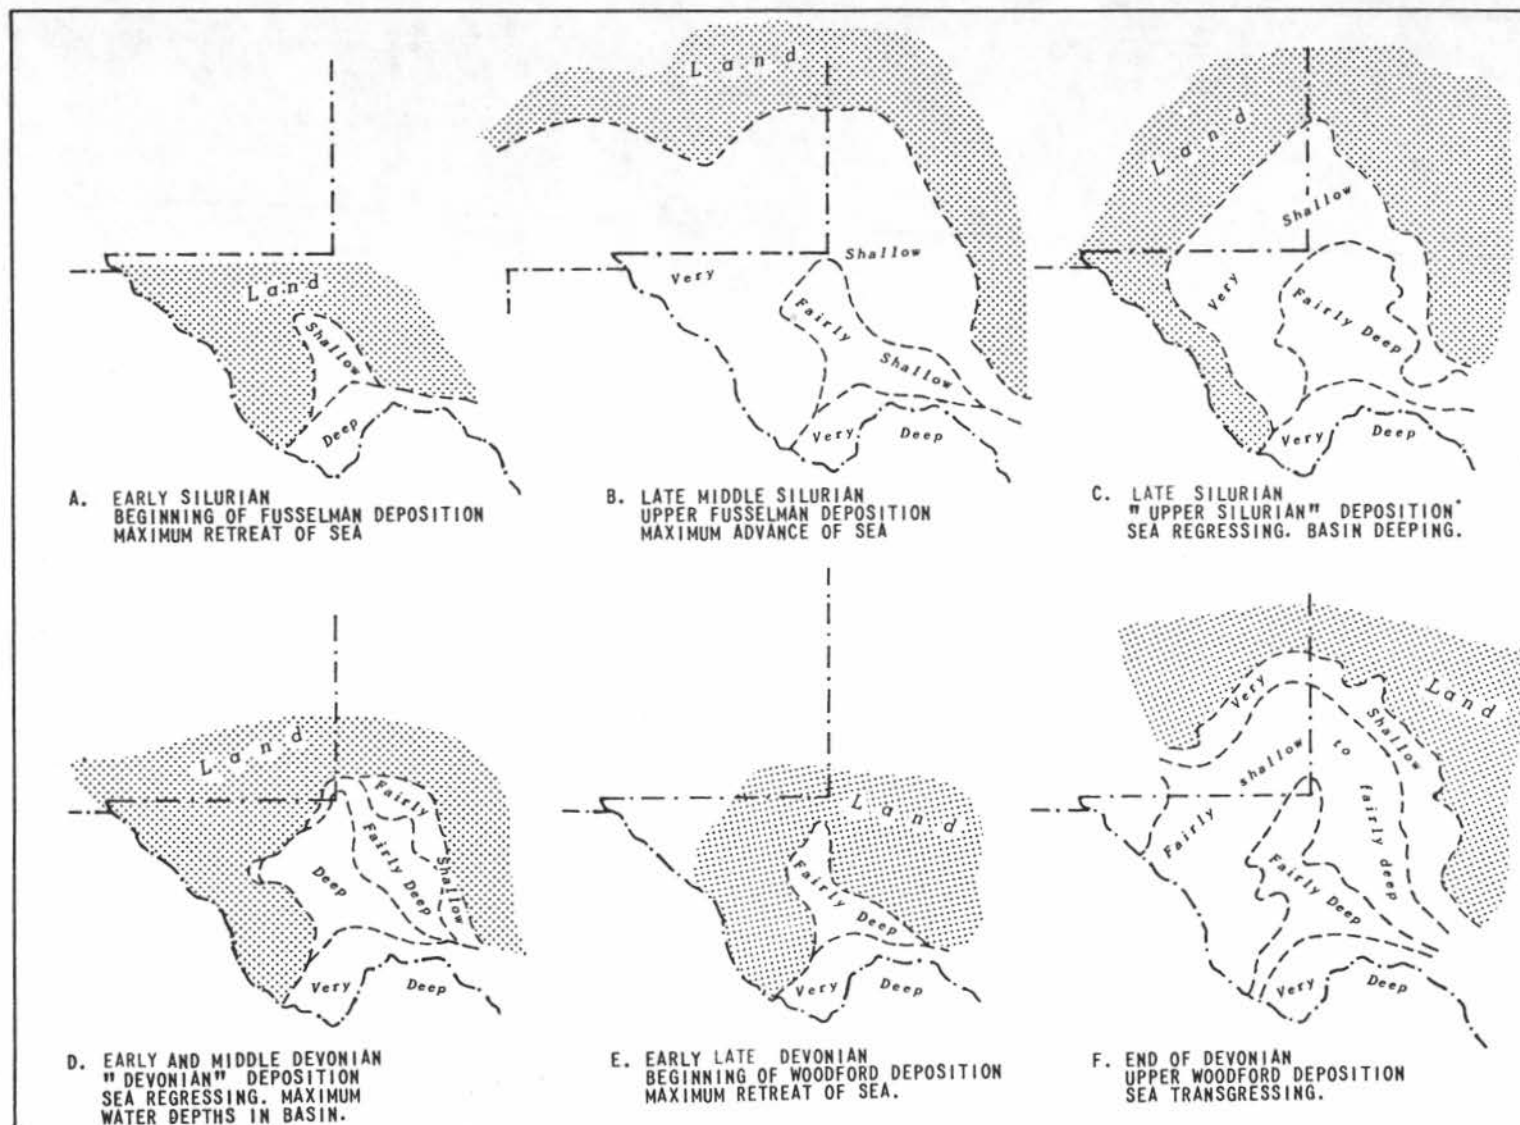 Land
Shallow
Deep
A. EARLY SILURIAN
BEGINNING OF FUSSELMAN DEPOSITION
MAXIMUM RETREAT OF SEA
Land
Very Shallow
Fairly Shallow
Very Deep
B. LATE MIDDLE SILURIAN
UPPER FUSSELMAN DEPOSITION
MAXIMUM ADVANCE OF SEA
Land
Very Shallow
Fairly Deep
Very Deep
C. LATE SILURIAN
"UPPER SILURIAN" DEPOSITION
SEA REGRESSING. BASIN DEEPING.
Land
Fairly Shallow
Fairly Deep
Deep
Very Deep
D. EARLY AND MIDDLE DEVONIAN
"DEVONIAN" DEPOSITION
SEA REGRESSING. MAXIMUM
WATER DEPTHS IN BASIN.
Land
Fairly Deep
Very Deep
E. EARLY LATE DEVONIAN
BEGINNING OF WOODFORD DEPOSITION
MAXIMUM RETREAT OF SEA.
Land
Very Shallow
Fairly shallow to fairly deep
Fairly Deep
Very Deep
F. END OF DEVONIAN
UPPER WOODFORD DEPOSITION
SEA TRANSGRESSING.